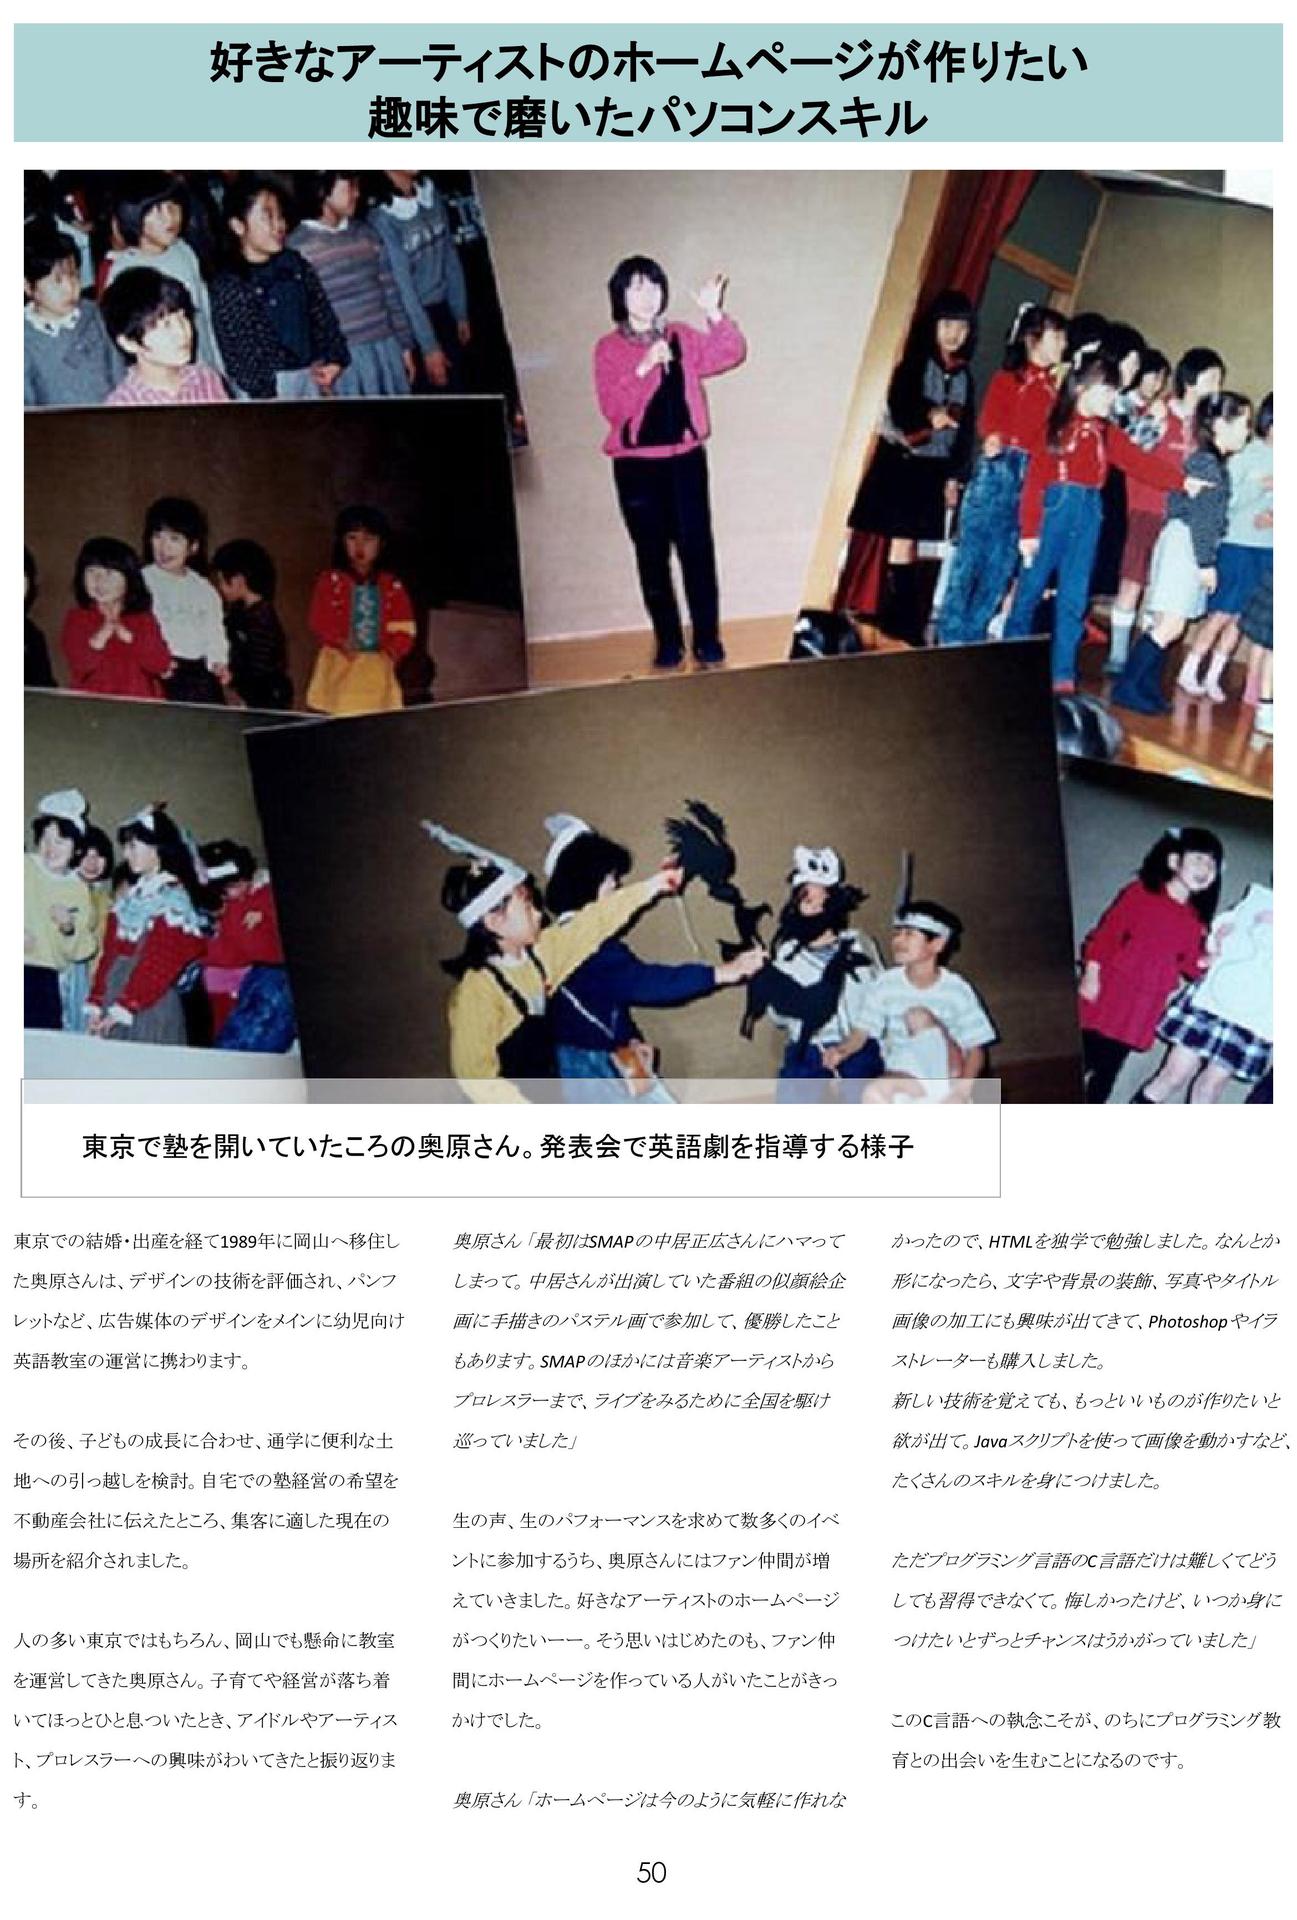 好きなアーティストのホームページが作りたい
趣味で磨いたパソコンスキル
東京で塾を開いていたころの奥原さん。発表会で英語劇を指導する様子
東京での結婚・出産を経て1989年に岡山へ移住し
た奥原さんは、デザインの技術を評価され、パンフ
レットなど、広告媒体のデザインをメインに幼児向け
英語教室の運営に携わります。
その後、子どもの成長に合わせ、通学に便利な土
地への引っ越しを検討。自宅での塾経営の希望を
不動産会社に伝えたところ、集客に適した現在の
場所を紹介されました。
人の多い東京ではもちろん、岡山でも懸命に教室
を運営してきた奥原さん。子育てや経営が落ち着
いてほっとひと息ついたとき、アイドルやアーティス
ト、プロレスラーへの興味がわいてきたと振り返りま
す。
奥原さん「最初はSMAPの中居正広さんにハマって
しまって。中居さんが出演していた番組の似顔絵企
画に手描きのパステル画で参加して、優勝したこと
もあります。SMAPのほかには音楽アーティストから
プロレスラーまで、ライブをみるために全国を駆け
巡っていました」
生の声、生のパフォーマンスを求めて数多くのイベ
ントに参加するうち、奥原さんにはファン仲間が増
えていきました。好きなアーティストのホームページ
がつくりたいーー。そう思いはじめたのも、ファン仲
間にホームページを作っている人がいたことがきっ
かけでした。
奥原さん「ホームページは今のように気軽に作れな
かったので、HTMLを独学で勉強しました。なんとか
形になったら、文字や背景の装飾、写真やタイトル
画像の加工にも興味が出てきて、Photoshopやイラ
ストレーターも購入しました。
新しい技術を覚えても、もっといいものが作りたいと
欲が出て。Javaスクリプトを使って画像を動かすなど、
たくさんのスキルを身につけました。
ただプログラミング言語のC言語だけは難しくてどう
しても習得できなくて。悔しかったけど、いつか身に
つけたいとずっとチャンスはうかがっていました」
このC言語への執念こそが、のちにプログラミング教
育との出会いを生むことになるのです。
50